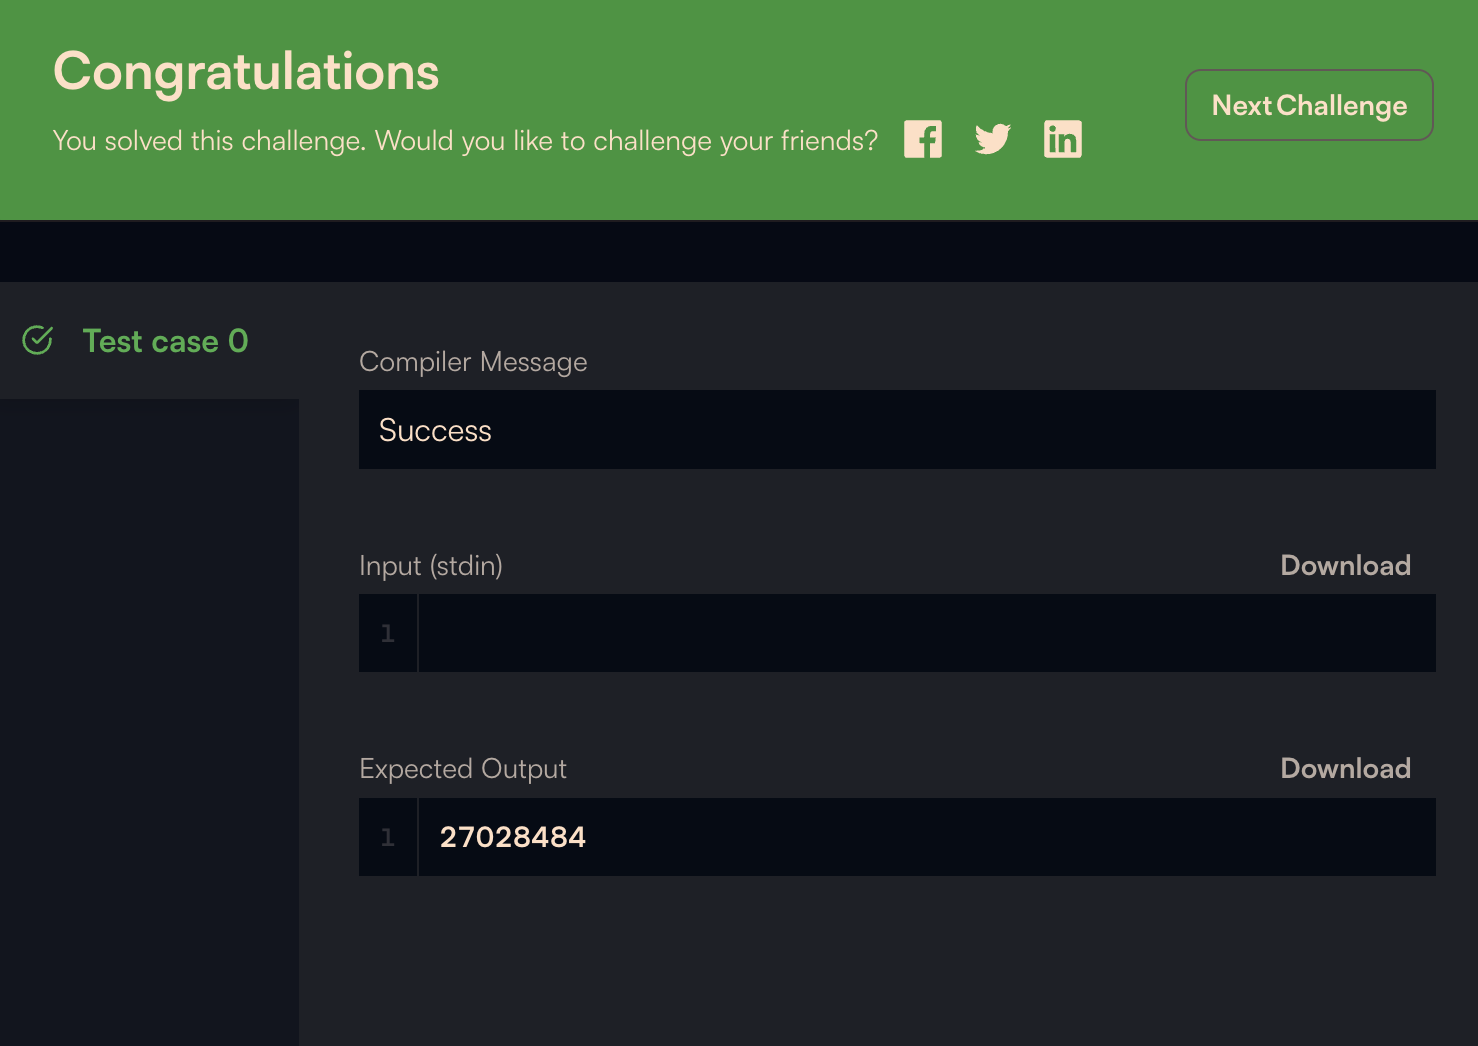 Congratulations
You solved this challenge. Would you like to challenge your friends?
Next Challenge
Test case 0
Compiler Message
Success
Input (stdin)
Download
1
Expected Output
Download
1
27028484